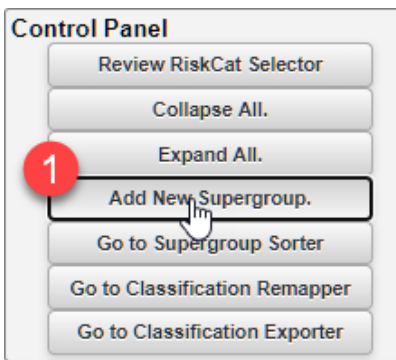 Control Panel
Review RiskCat Selector
Collapse All.
Expand All.
1
Add New Supergroup.
Go to Supergroup Sorter
Go to Classification Remapper
Go to Classification Exporter